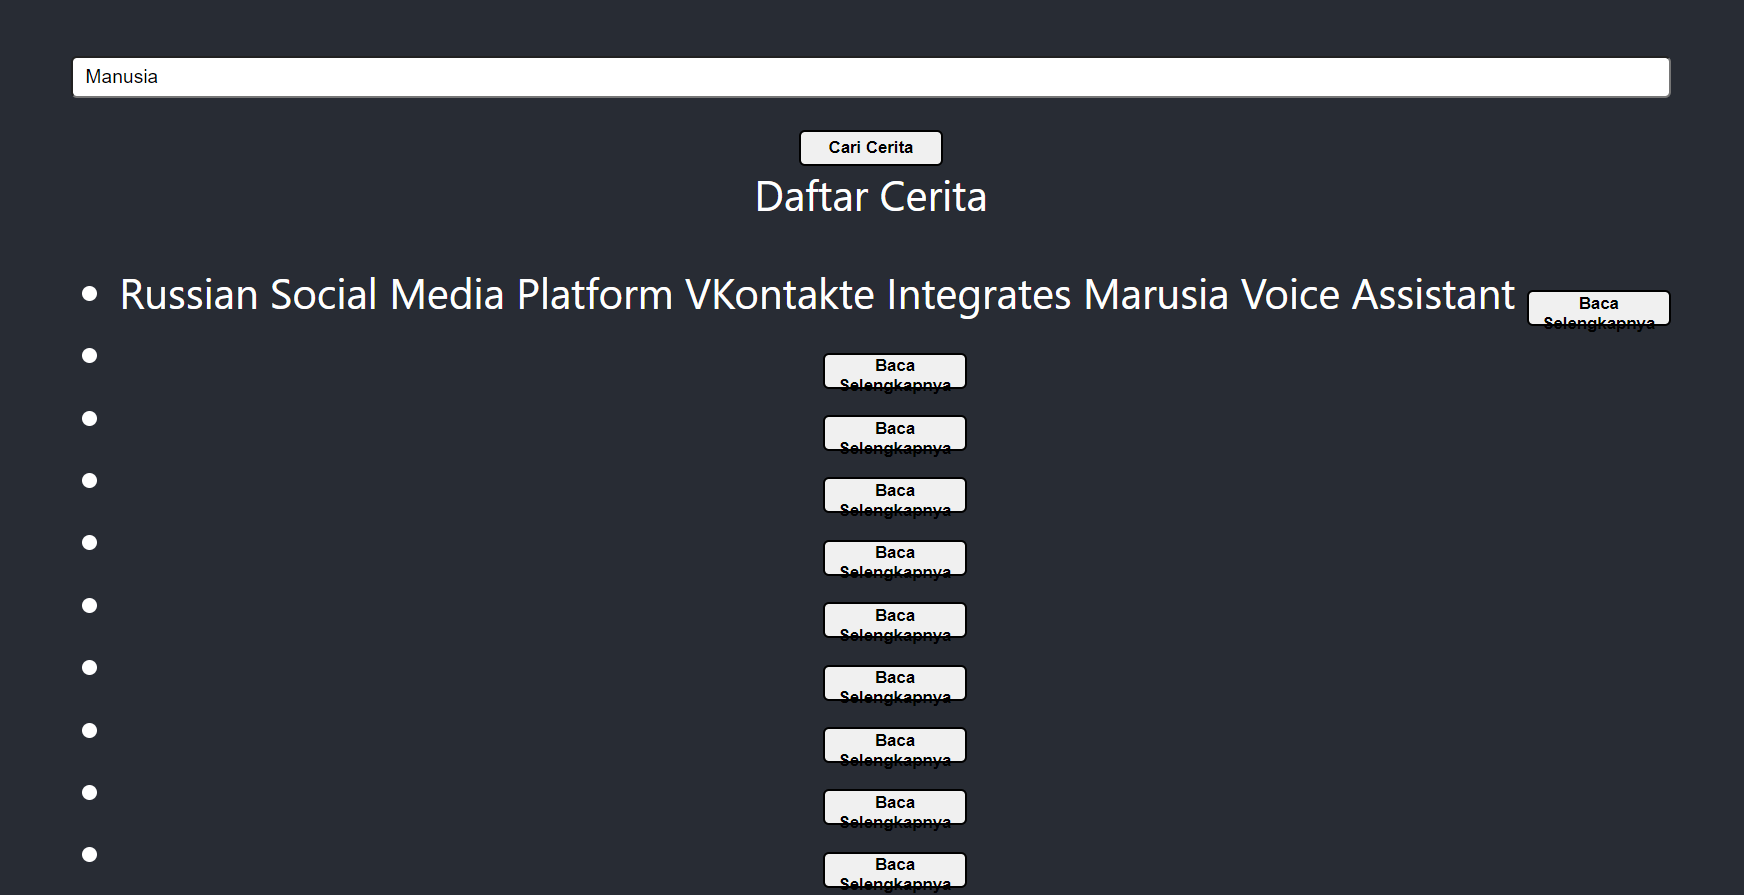 Manusia
Cari Cerita
Daftar Cerita
Russian Social Media Platform VKontakte Integrates Marusia Voice Assistant
Baca
Selengkapnya
Baca
Selengkapnya
Baca
Selengkapnya
Baca
Selengkapnya
Baca
Selengkapnya
Baca
Selengkapnya
Baca
Selengkapnya
Baca
Selengkapnya
Baca
Selengkapnya
Baca
Selengkapnya